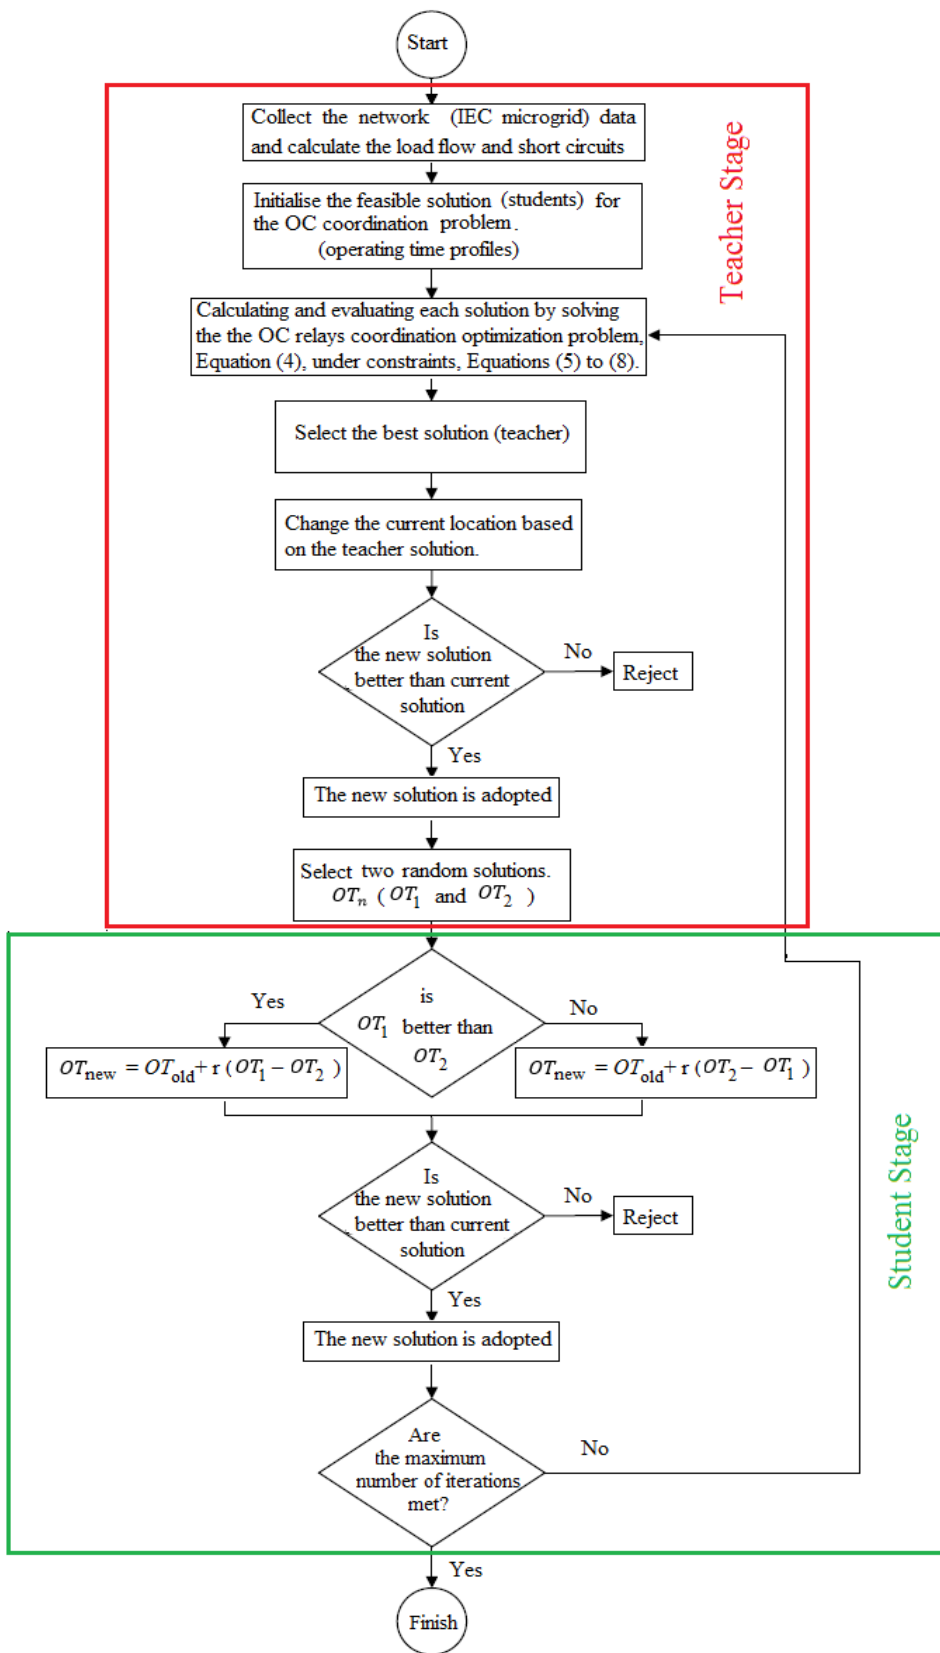 Start
Collect the network (IEC microgrid) data
and calculate the load flow and short circuits
Teacher Stage
Initialise the feasible solution (students) for
the OC coordination problem.
(operating time profiles)
Calculating and evaluating each solution by solving
the the OC relays coordination optimization problem,
Equation (4), under constraints, Equations (5) to (8).
Select the best solution (teacher)
Change the current location based
on the teacher solution.
Is
the new solution
better than current
solution
No
Reject
Yes
The new solution is adopted
Select two random solutions.
OTₙ (OT₁ and OT₂)
is
OT₁ better than
OT₂
Yes
No
OT_new = OT_old + r (OT₁ − OT₂)
OT_new = OT_old + r (OT₂ − OT₁)
Student Stage
Is
the new solution
better than current
solution
No
Reject
Yes
The new solution is adopted
Are
the maximum
number of iterations
met?
No
Yes
Finish